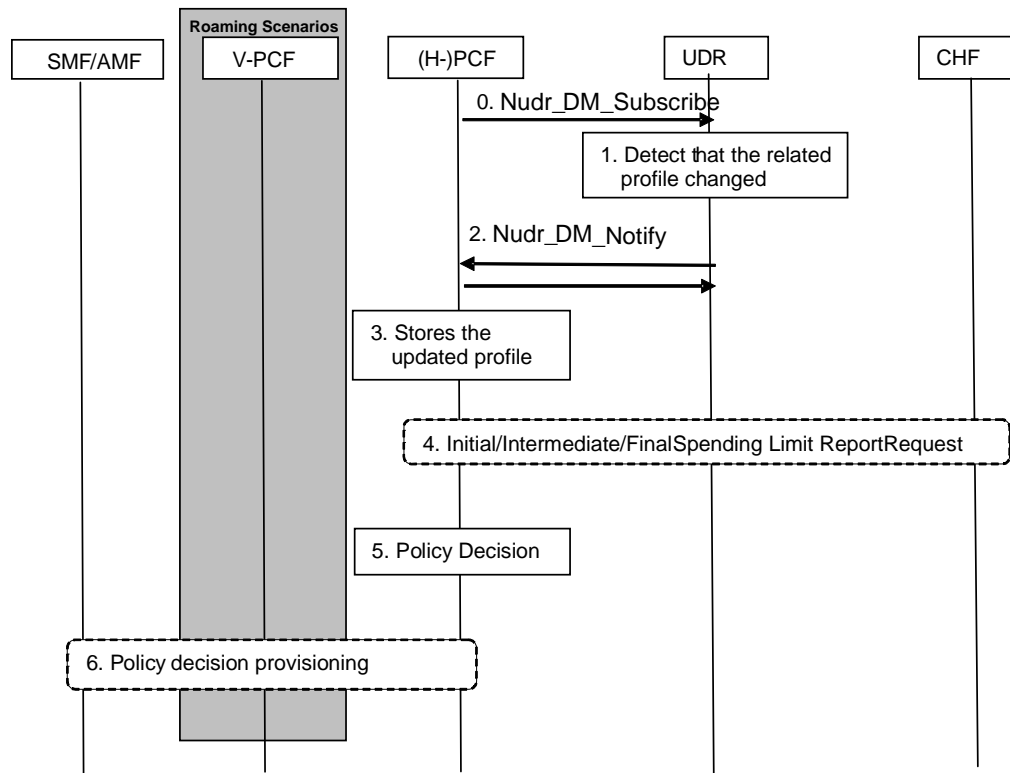 Roaming Scenarios
SMF/AMF
V-PCF
(H-)PCF
UDR
CHF
0. Nudr_DM_Subscribe
1. Detect that the related
profile changed
2. Nudr_DM_Notify
3. Stores the
updated profile
4. Initial/Intermediate/FinalSpending Limit ReportRequest
5. Policy Decision
6. Policy decision provisioning